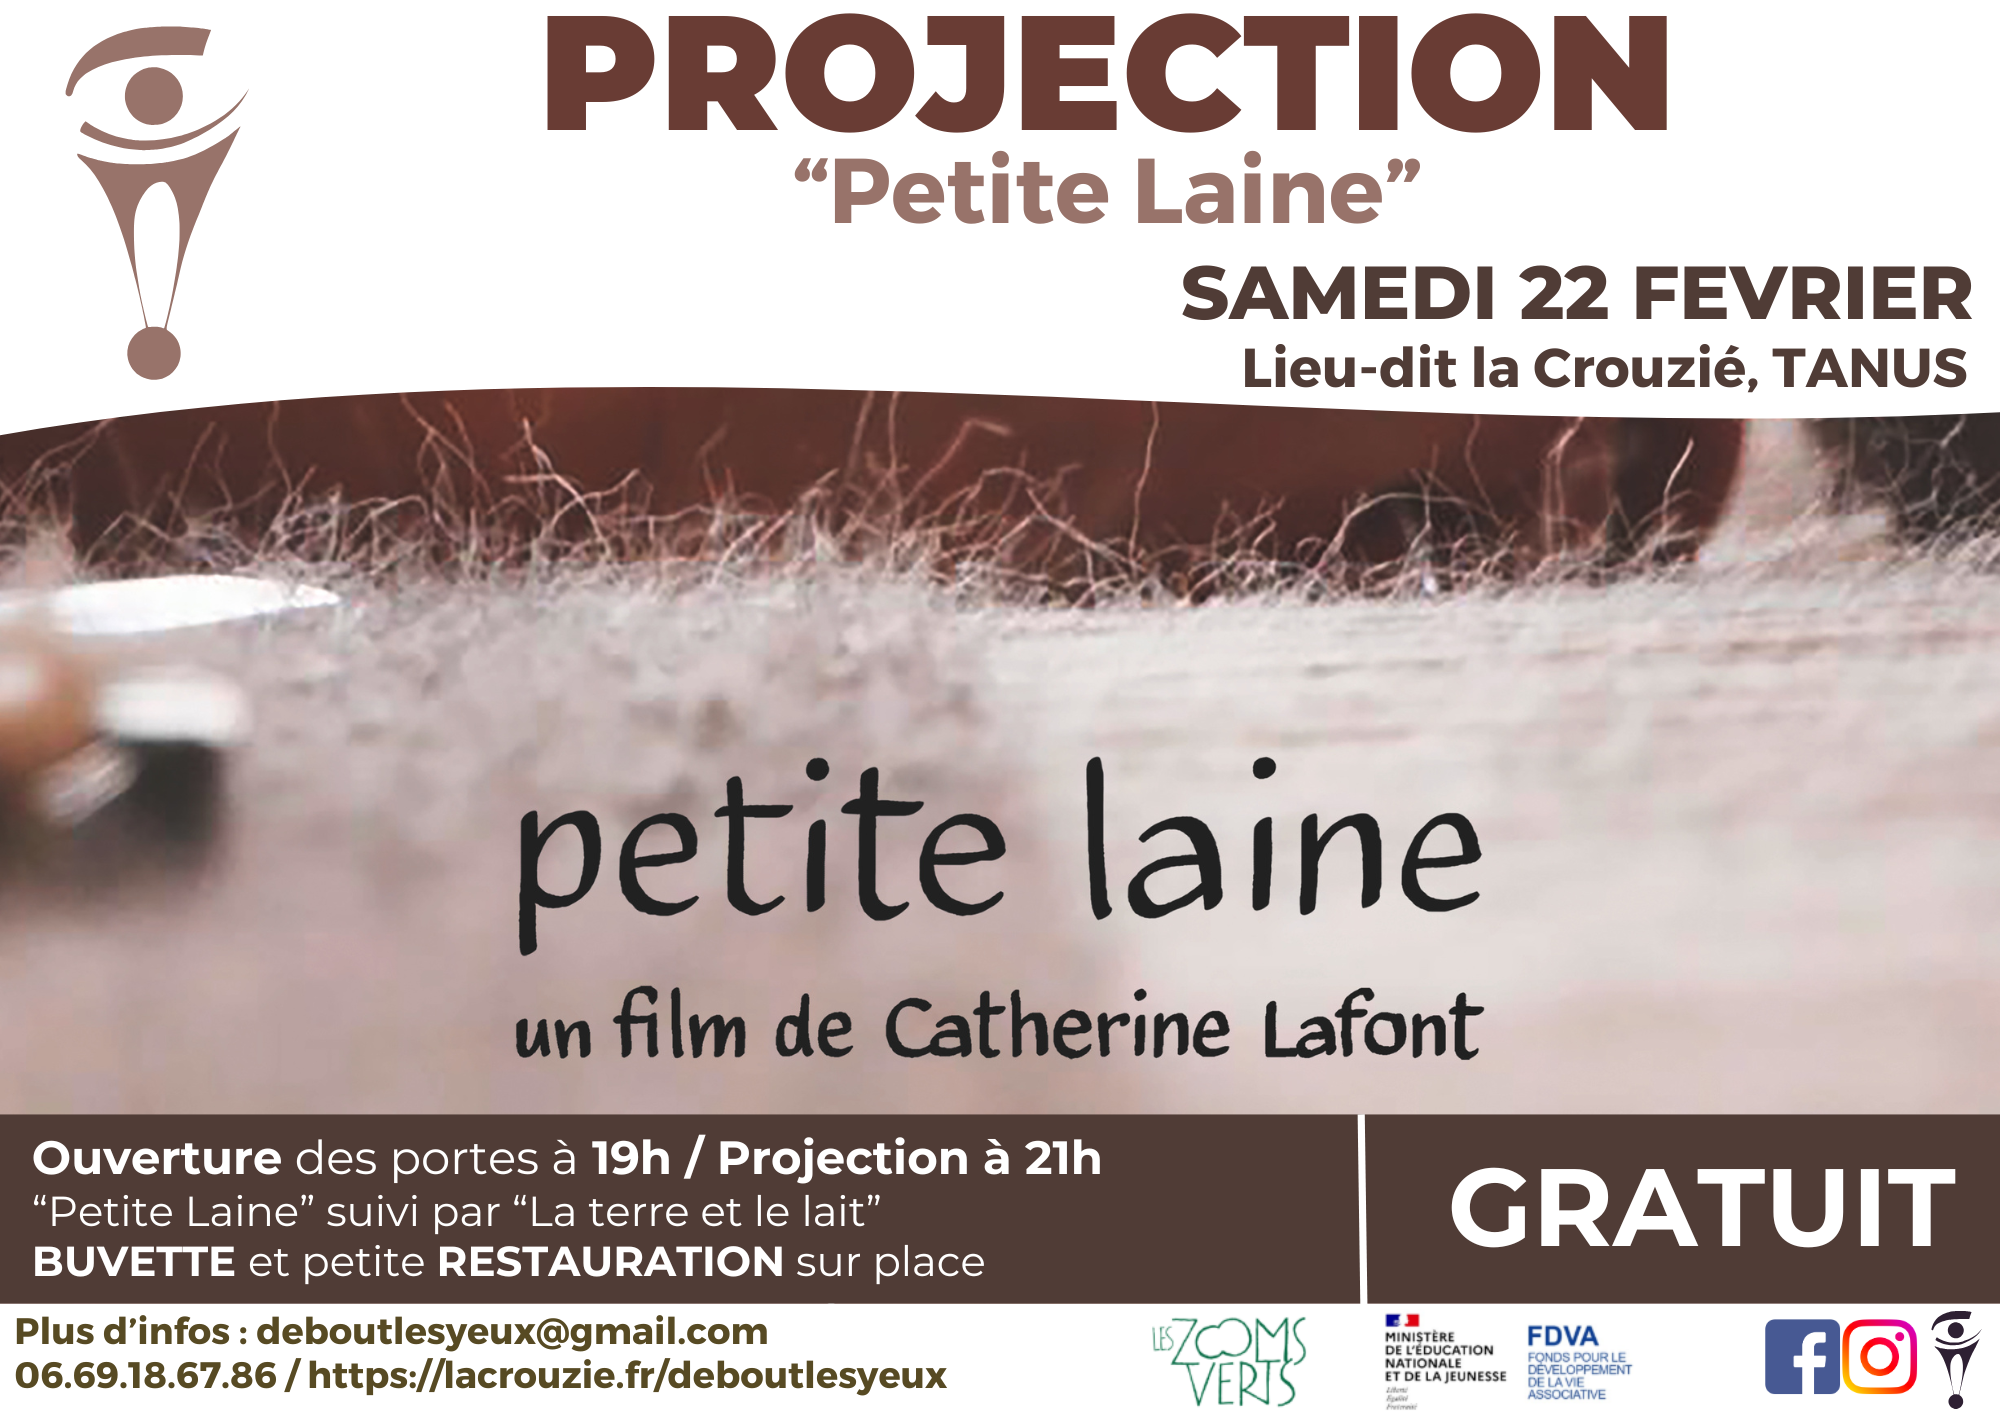 PROJECTION
“Petite Laine”
SAMEDI 22 FEVRIER
Lieu-dit la Crouzié, TANUS
petite laine
un film de Catherine Lafont
Ouverture des portes à 19h / Projection à 21h
“Petite Laine” suivi par “La terre et le lait”
BUVETTE et petite RESTAURATION sur place
GRATUIT
Plus d’infos : deboutlesyeux@gmail.com
06.69.18.67.86 / https://lacrouzie.fr/deboutlesyeux
LES ZOOMS
VERTS
MINISTÈRE
DE L'ÉDUCATION
NATIONALE
ET DE LA JEUNESSE
Liberté
Égalité
Fraternité
FDVA
FONDS POUR LE
DÉVELOPPEMENT
DE LA VIE
ASSOCIATIVE